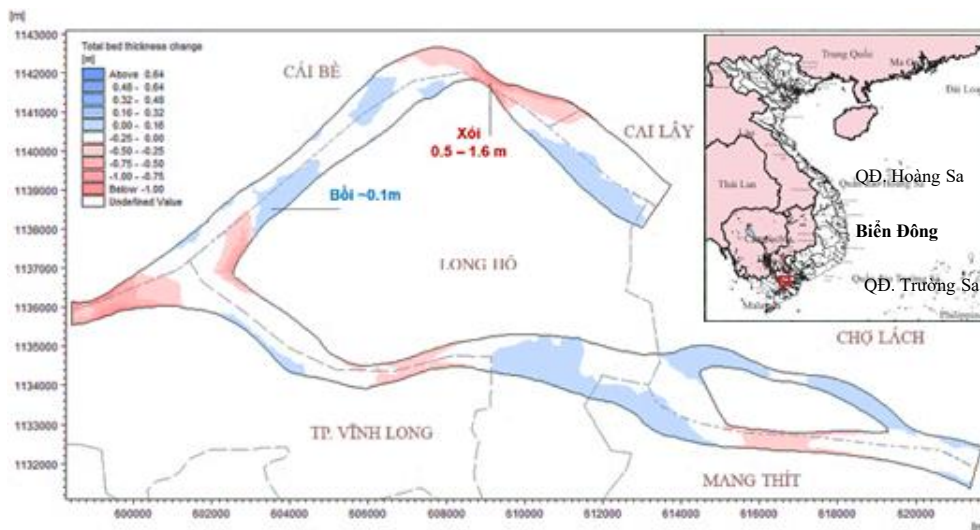 [m]
1143000
1142000
1141000
1140000
1139000
1138000
1137000
1136000
1135000
1134000
1133000
1132000
Total bed thickness change
[m]
Above 0.64
0.48 - 0.64
0.32 - 0.48
0.16 - 0.32
0.00 - 0.16
-0.25 - 0.00
-0.50 - -0.25
-0.75 - -0.50
-1.00 - -0.75
Below -1.00
Undefined Value
CÁI BÈ
CAI LẬY
Xói
0.5 – 1.6 m
Bồi ~0.1m
LONG HỒ
TP. VĨNH LONG
CHỢ LÁCH
MANG THÍT
Trung Quốc
Ma
Đài Loa
Thái Lan
QĐ. Hoàng Sa
Biển Đông
QĐ. Trường Sa
Philippin
600000
602000
604000
606000
608000
610000
612000
614000
616000
618000
620000